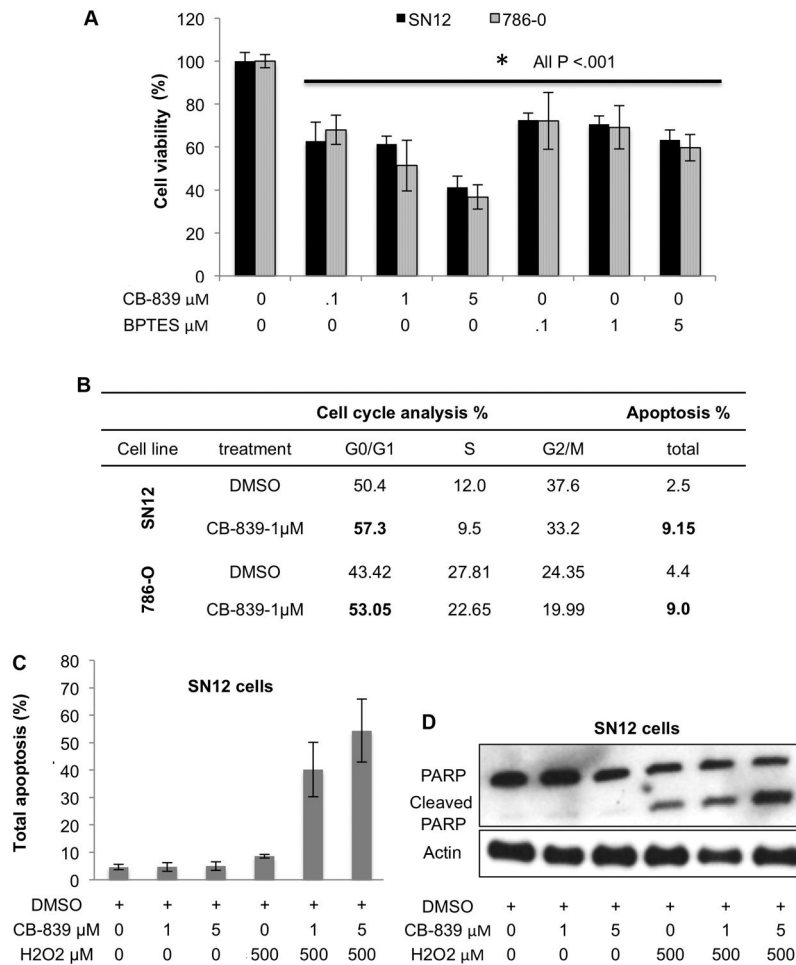 A
SN12 786-0
* All P <.001
Cell viability (%)
120
100
80
60
40
20
0
CB-839 µM 0 .1 1 5 0 0 0
BPTES µM 0 0 0 0 .1 1 5
B
Cell cycle analysis % Apoptosis %
Cell line treatment G0/G1 S G2/M total
SN12
DMSO 50.4 12.0 37.6 2.5
CB-839-1µM 57.3 9.5 33.2 9.15
786-O
DMSO 43.42 27.81 24.35 4.4
CB-839-1µM 53.05 22.65 19.99 9.0
C
SN12 cells
Total apoptosis (%)
80
70
60
50
40
30
20
10
0
DMSO + + + + + +
CB-839 µM 0 1 5 0 1 5
H2O2 µM 0 0 0 500 500 500
D
SN12 cells
PARP
Cleaved
PARP
Actin
DMSO + + + + + +
CB-839 µM 0 1 5 0 1 5
H2O2 µM 0 0 0 500 500 500